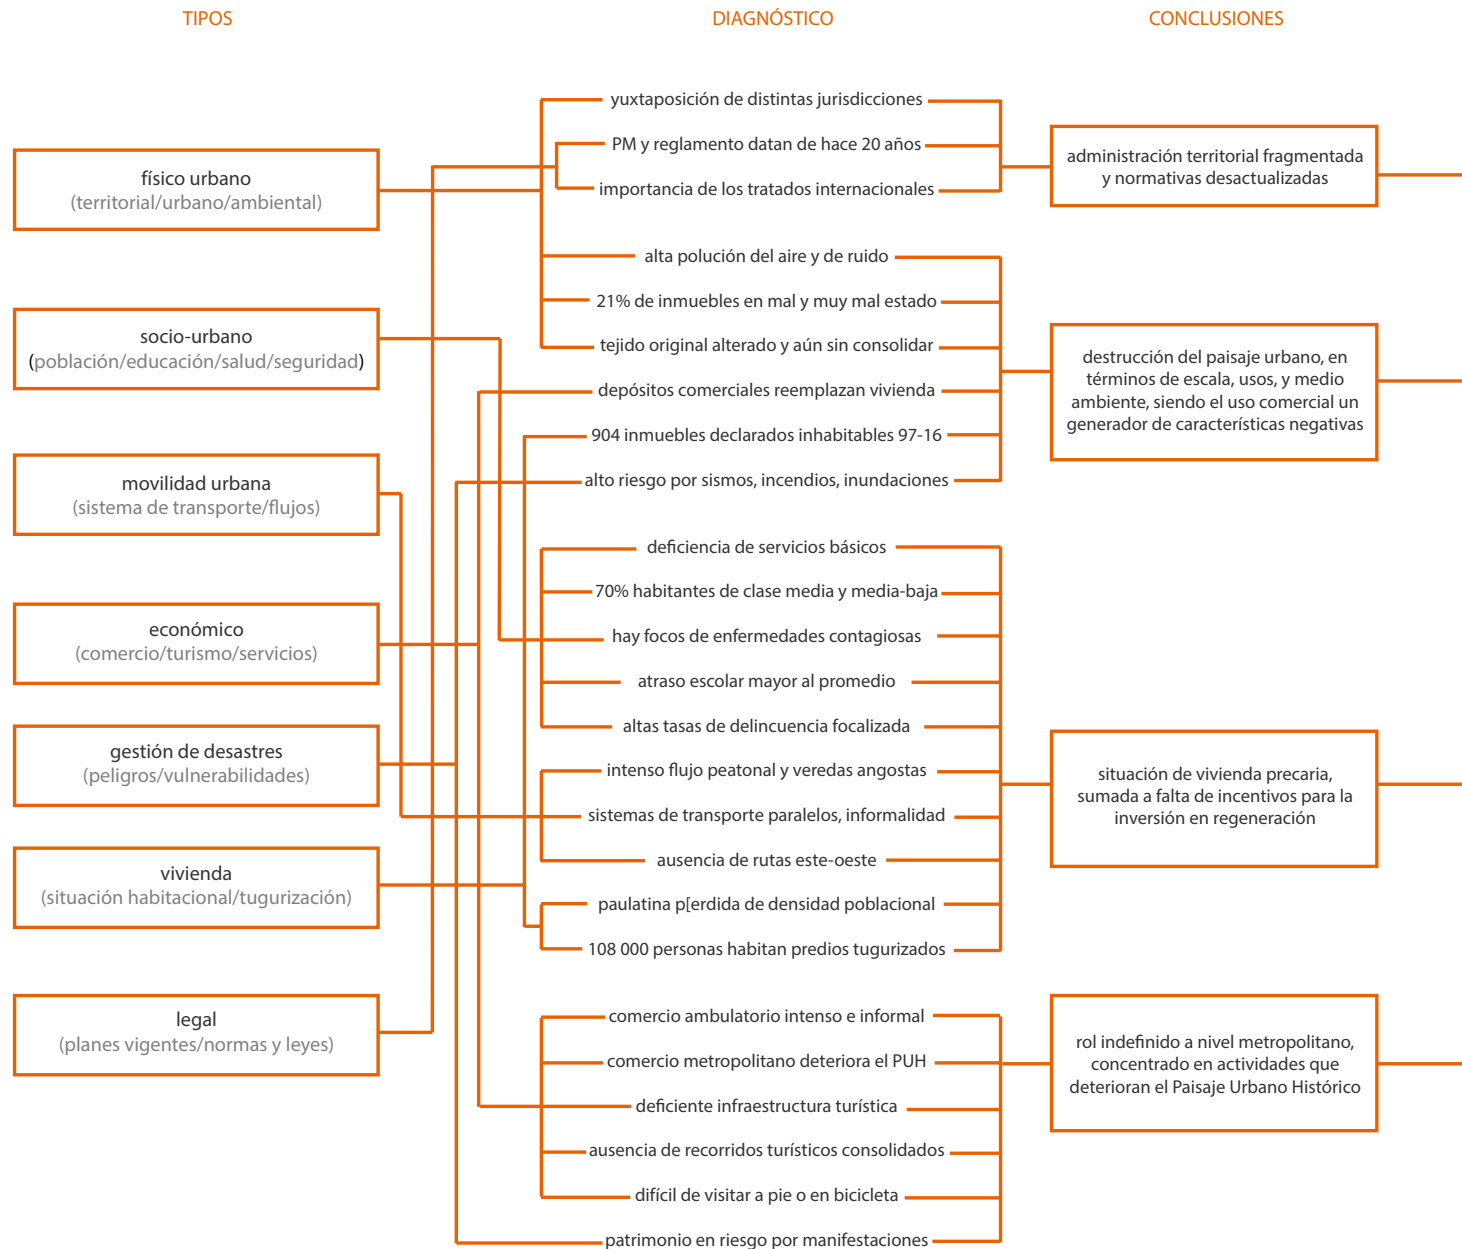 TIPOS
DIAGNÓSTICO
CONCLUSIONES
físico urbano
(territorial/urbano/ambiental)
socio-urbano
(población/educación/salud/seguridad)
movilidad urbana
(sistema de transporte/flujos)
económico
(comercio/turismo/servicios)
gestión de desastres
(peligros/vulnerabilidades)
vivienda
(situación habitacional/tugurización)
legal
(planes vigentes/normas y leyes)
yuxtaposición de distintas jurisdicciones
PM y reglamento datan de hace 20 años
importancia de los tratados internacionales
alta polución del aire y de ruido
21% de inmuebles en mal y muy mal estado
tejido original alterado y aún sin consolidar
depósitos comerciales reemplazan vivienda
904 inmuebles declarados inhabitables 97-16
alto riesgo por sismos, incendios, inundaciones
deficiencia de servicios básicos
70% habitantes de clase media y media-baja
hay focos de enfermedades contagiosas
atraso escolar mayor al promedio
altas tasas de delincuencia focalizada
intenso flujo peatonal y veredas angostas
sistemas de transporte paralelos, informalidad
ausencia de rutas este-oeste
paulatina p[erdida de densidad poblacional
108 000 personas habitan predios tugurizados
comercio ambulatorio intenso e informal
comercio metropolitano deteriora el PUH
deficiente infraestructura turística
ausencia de recorridos turísticos consolidados
difícil de visitar a pie o en bicicleta
patrimonio en riesgo por manifestaciones
administración territorial fragmentada
y normativas desactualizadas
destrucción del paisaje urbano, en
términos de escala, usos, y medio
ambiente, siendo el uso comercial un
generador de características negativas
situación de vivienda precaria,
sumada a falta de incentivos para la
inversión en regeneración
rol indefinido a nivel metropolitano,
concentrado en actividades que
deterioran el Paisaje Urbano Histórico